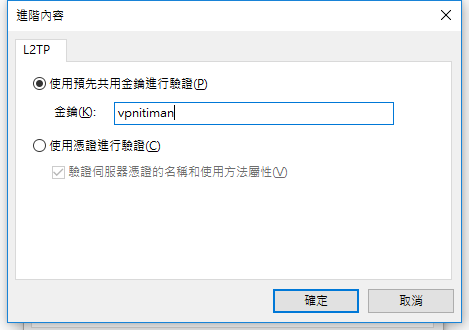 進階內容
L2TP
使用預先共用金鑰進行驗證(P)
金鑰(K): vpnitiman
使用憑證進行驗證(C)
驗證伺服器憑證的名稱和使用方法屬性(V)
確定 取消